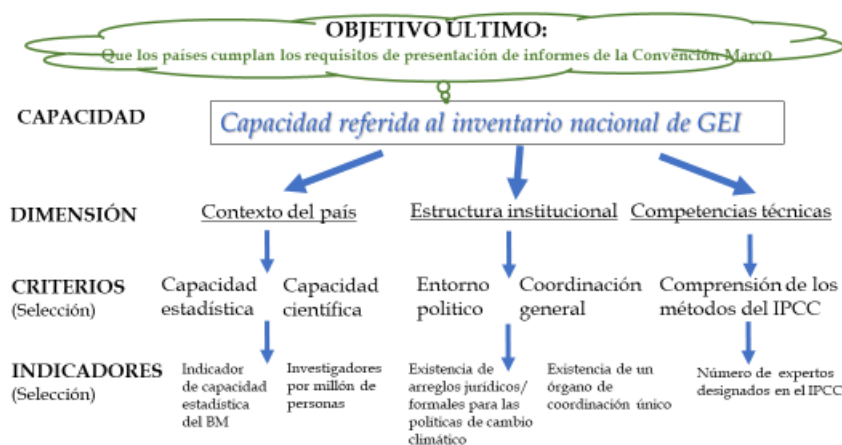 OBJETIVO ÚLTIMO:
Que los países cumplan los requisitos de presentación de informes de la Convención Marco
CAPACIDAD
Capacidad referida al inventario nacional de GEI
DIMENSIÓN
Contexto del país
Estructura institucional
Competencias técnicas
CRITERIOS
(Selección)
Capacidad
estadística
Capacidad
científica
Entorno
politico
Coordinación
general
Comprensión de los
métodos del IPCC
INDICADORES
(Selección)
Indicador
de capacidad
estadística
del BM
Investigadores
por millón de
personas
Existencia de
arreglos jurídicos/
formales para las
políticas de cambio
climático
Existencia de un
órgano de
coordinación único
Número de expertos
designados en el IPCC